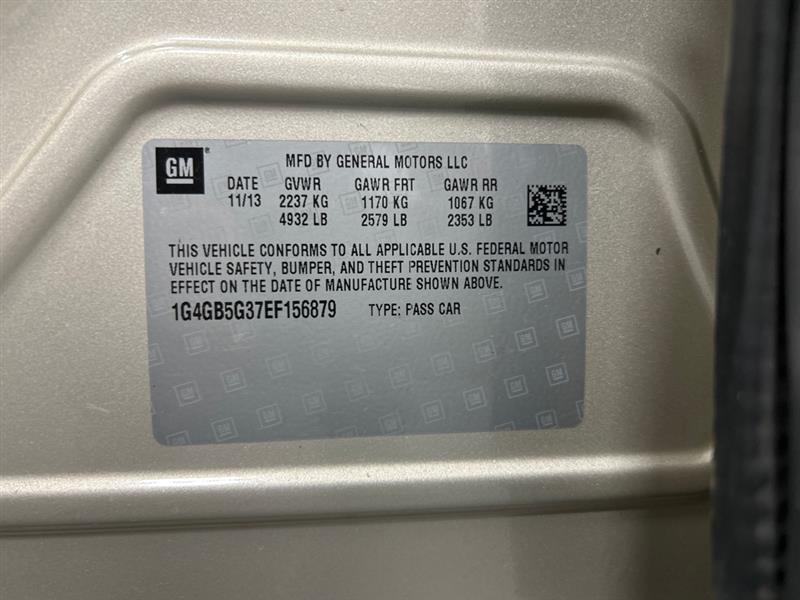 GM ® MFD BY GENERAL MOTORS LLC
DATE GVWR GAWR FRT GAWR RR
11/13 2237 KG 1170 KG 1067 KG
4932 LB 2579 LB 2353 LB
THIS VEHICLE CONFORMS TO ALL APPLICABLE U.S. FEDERAL MOTOR
VEHICLE SAFETY, BUMPER, AND THEFT PREVENTION STANDARDS IN
EFFECT ON THE DATE OF MANUFACTURE SHOWN ABOVE.
1G4GB5G37EF156879 TYPE: PASS CAR